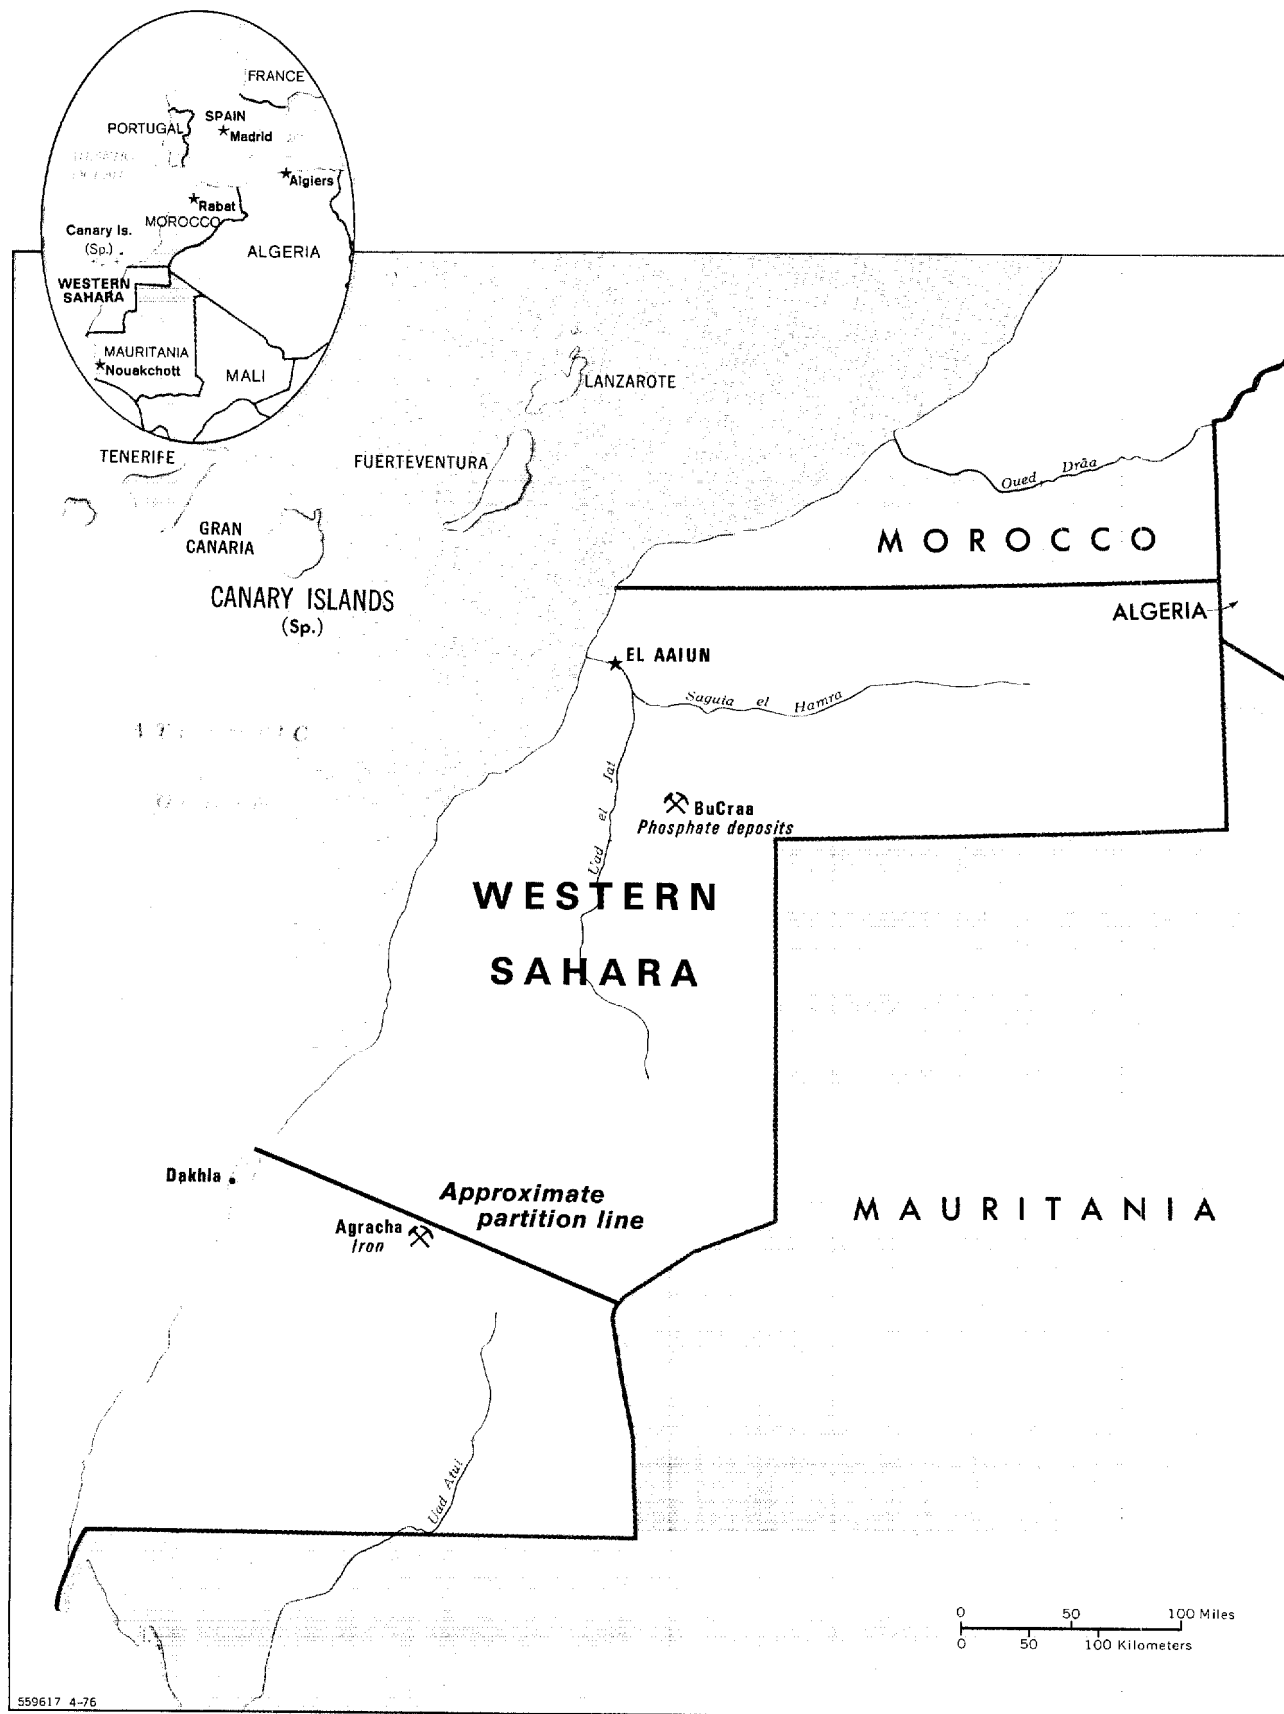 FRANCE
SPAIN
PORTUGAL
Madrid
Algiers
Rabat
MOROCCO
Canary Is.
(Sp.)
ALGERIA
WESTERN
SAHARA
MAURITANIA
Nouakchott
MALI
LANZAROTE
TENERIFE
FUERTEVENTURA
GRAN
CANARIA
CANARY ISLANDS
(Sp.)
Oued Drâa
MOROCCO
ALGERIA
EL AAIUN
Saguia el Hamra
Uad el Jat
BuCraa
Phosphate deposits
WESTERN
SAHARA
Dakhla
Approximate
partition line
Agracha
Iron
MAURITANIA
Uad Atui
0 50 100 Miles
0 50 100 Kilometers
559617 4-76